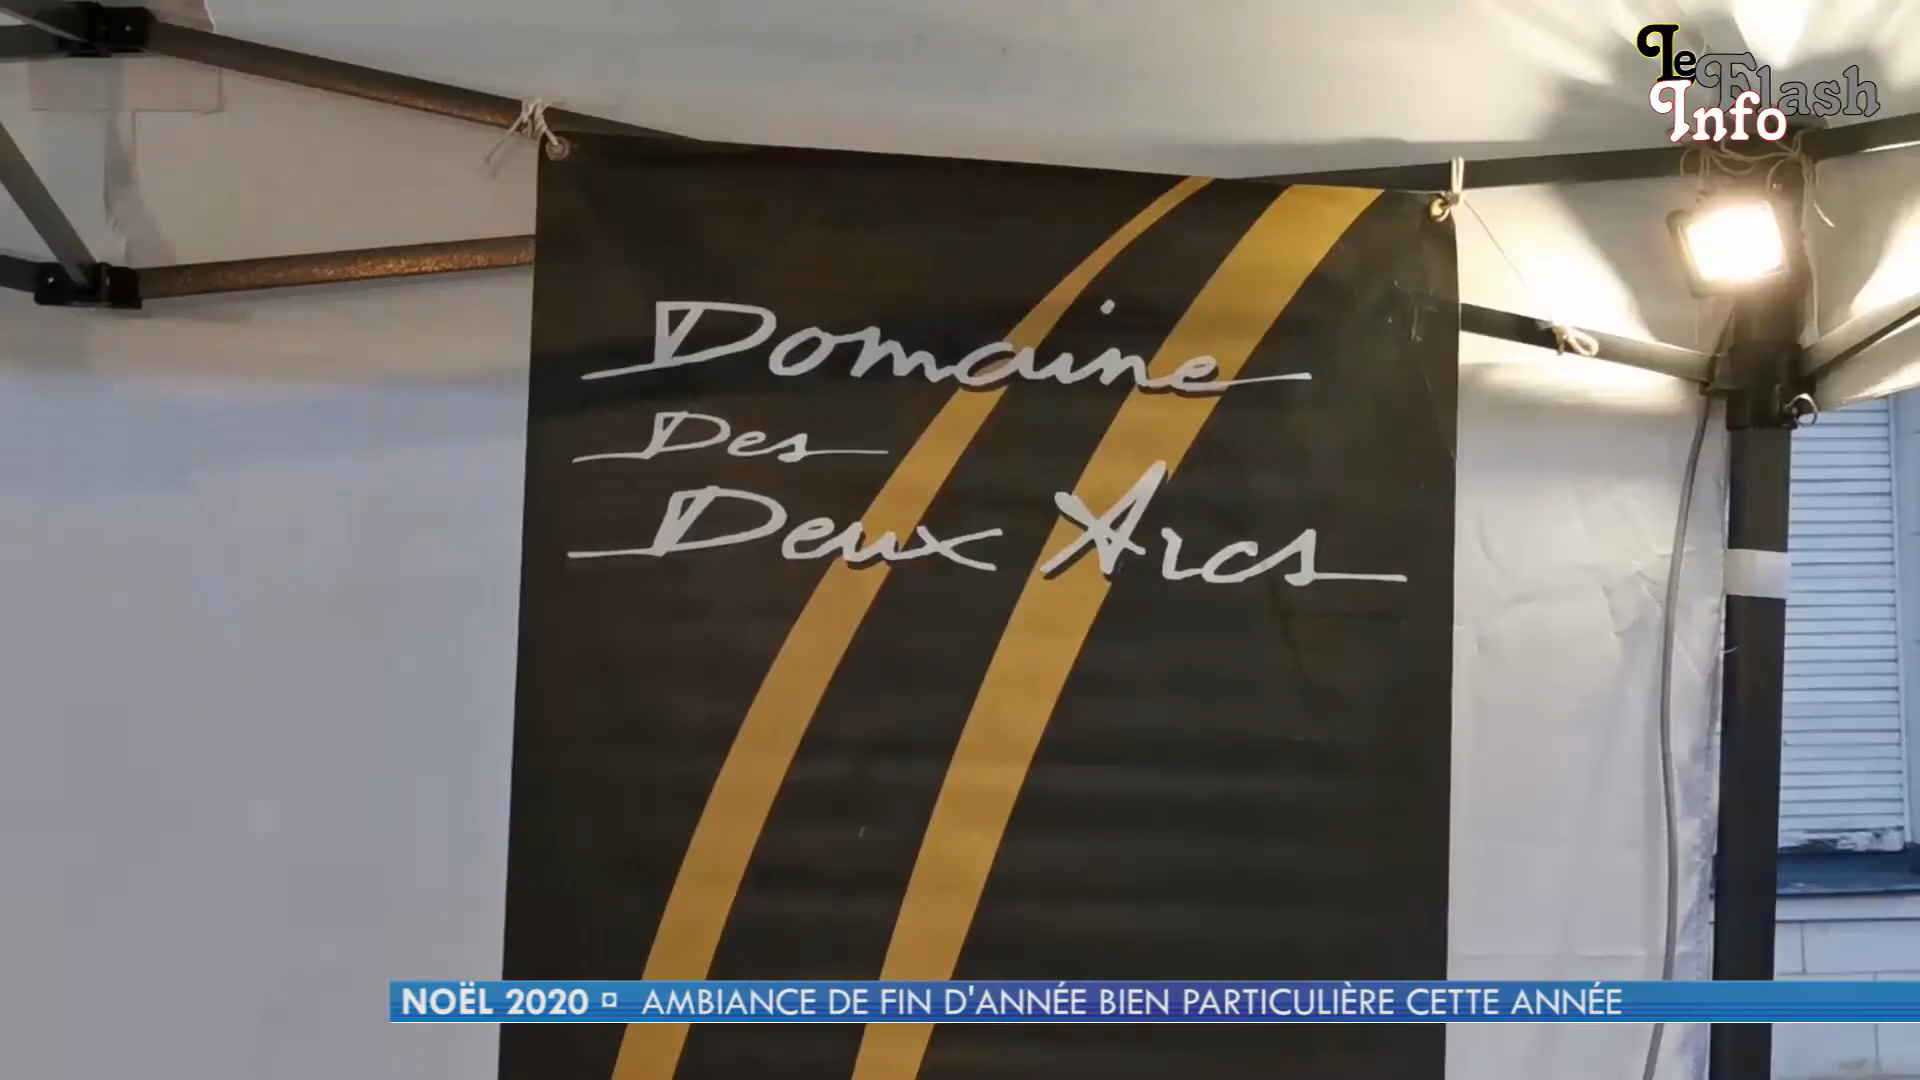 Le Flash
Info
Domaine
Des
Deux Arcs
NOËL 2020 ¤ AMBIANCE DE FIN D'ANNÉE BIEN PARTICULIÈRE CETTE ANNÉE